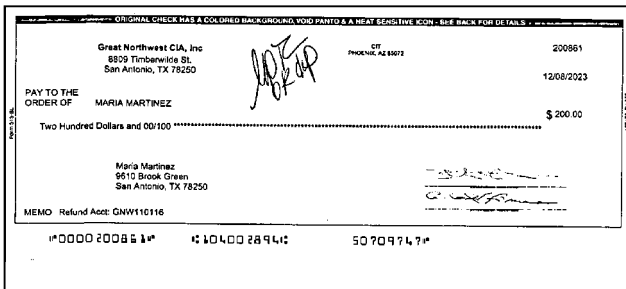 ORIGINAL CHECK HAS A COLORED BACKGROUND, VOID PANTO & A HEAT SENSITIVE ICON - SEE BACK FOR DETAILS
Great Northwest CIA, Inc
8809 Timberwilde St.
San Antonio, TX 78250
CIT
PHOENIX, AZ 85072
200861
12/08/2023
PAY TO THE
ORDER OF MARIA MARTINEZ
$ 200.00
Two Hundred Dollars and 00/100 **********************************************
Maria Martinez
9610 Brook Green
San Antonio, TX 78250
MEMO Refund Acct: GNW110116
⑈0000200861⑈ ⑆104002894⑆ 50709747⑈